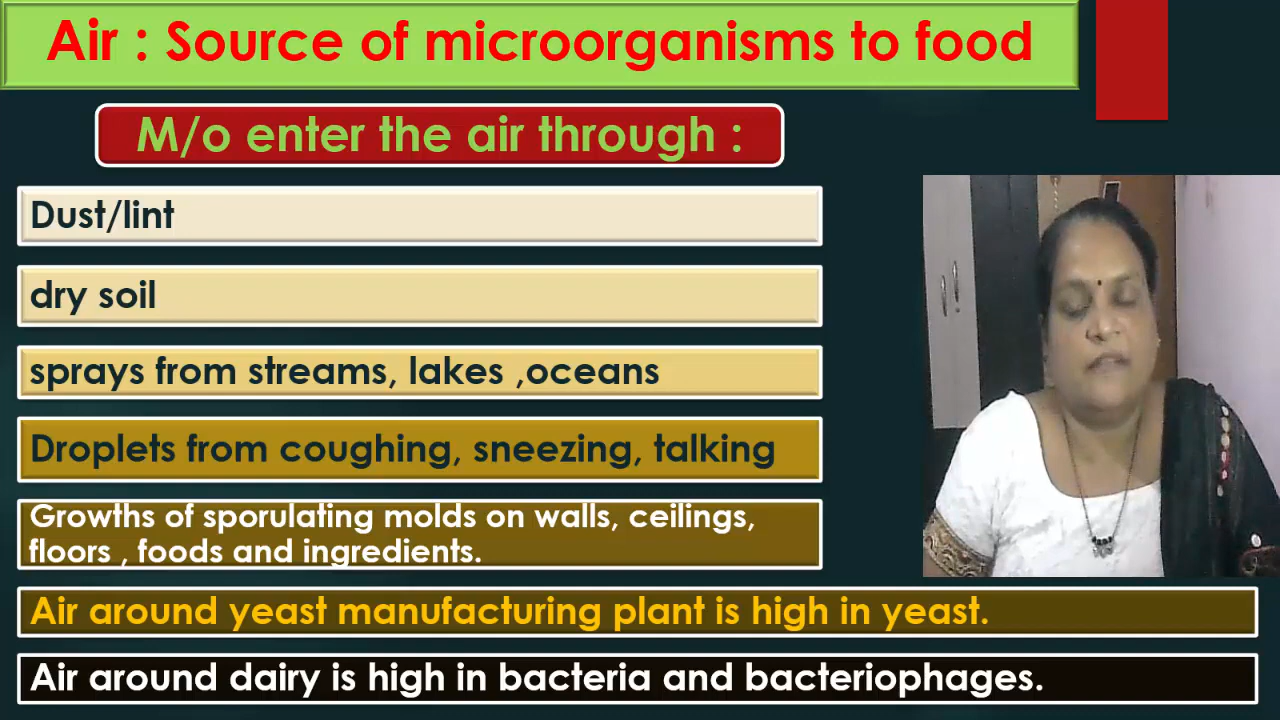 Air : Source of microorganisms to food
M/o enter the air through :
Dust/lint
dry soil
sprays from streams, lakes ,oceans
Droplets from coughing, sneezing, talking
Growths of sporulating molds on walls, ceilings,
floors , foods and ingredients.
Air around yeast manufacturing plant is high in yeast.
Air around dairy is high in bacteria and bacteriophages.